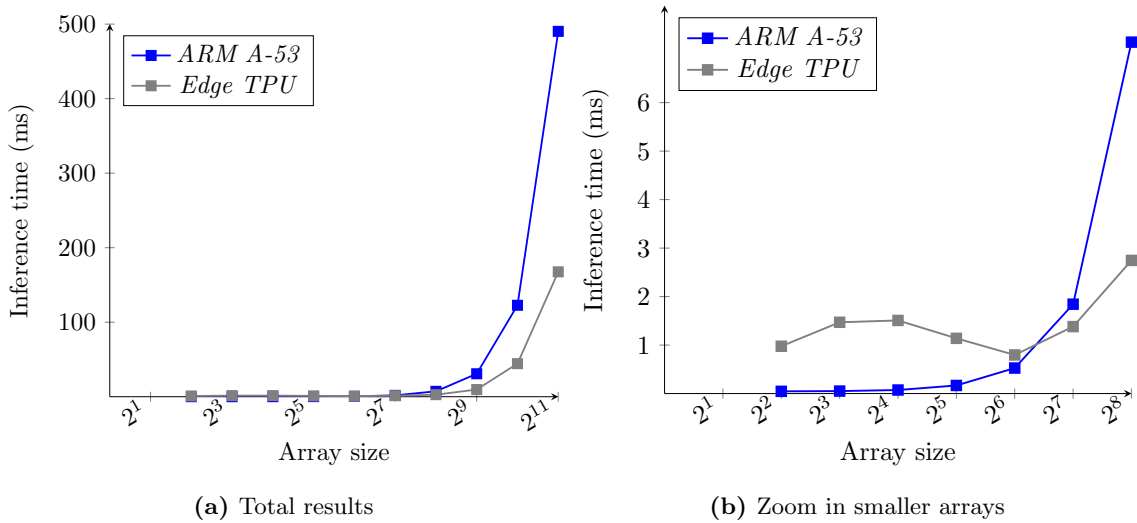 500
400
300
200
100
Inference time (ms)
ARM A-53
Edge TPU
2^1 2^3 2^5 2^7 2^9 2^11
Array size
(a) Total results
6
5
4
3
2
1
Inference time (ms)
ARM A-53
Edge TPU
2^1 2^2 2^3 2^4 2^5 2^6 2^7 2^8
Array size
(b) Zoom in smaller arrays